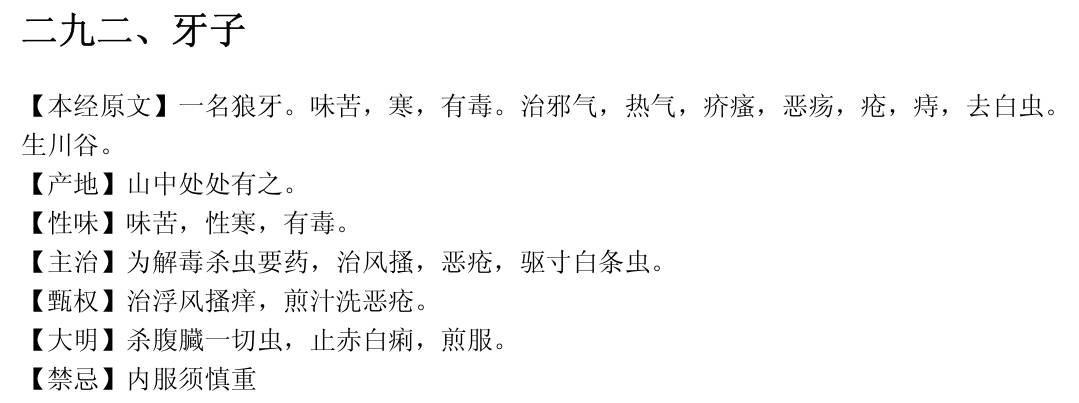 二九二、牙子
【本经原文】一名狼牙。味苦，寒，有毒。治邪气，热气，疥瘙，恶疡，疮，痔，去白虫。
生川谷。
【产地】山中处处有之。
【性味】味苦，性寒，有毒。
【主治】为解毒杀虫要药，治风搔，恶疮，驱寸白条虫。
【甄权】治浮风搔痒，煎汁洗恶疮。
【大明】杀腹臓一切虫，止赤白痢，煎服。
【禁忌】内服须慎重